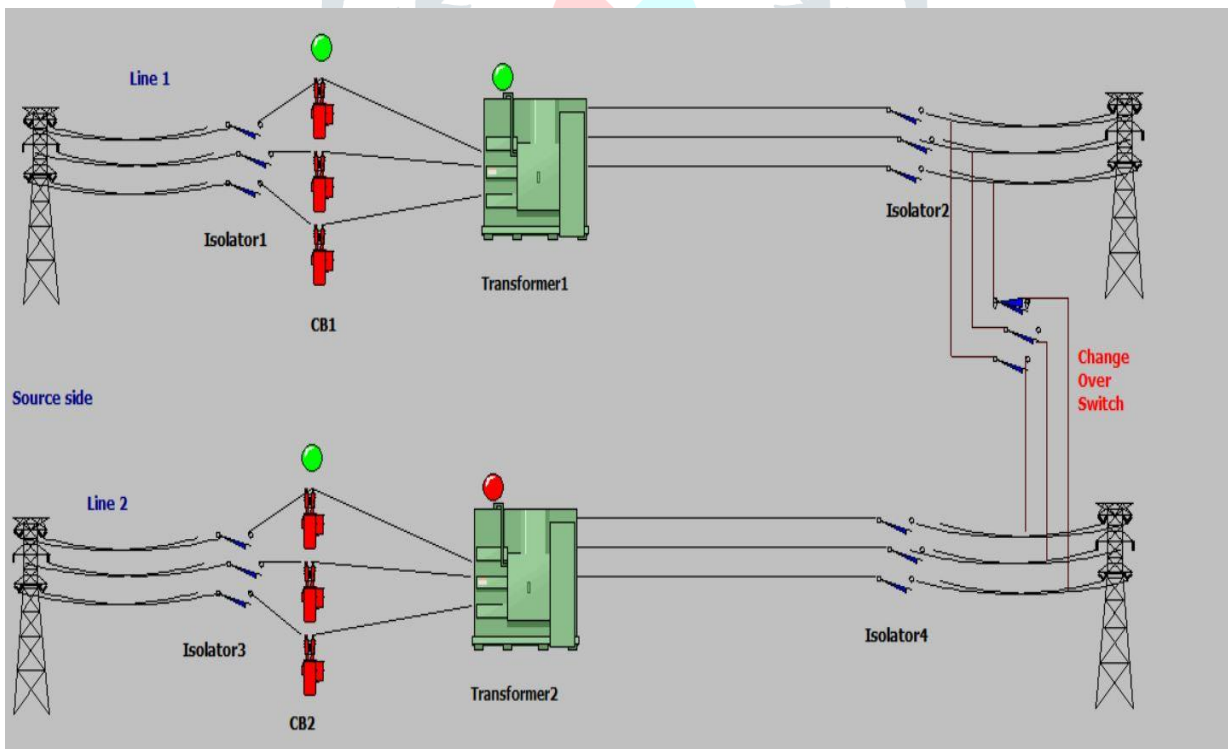 Line 1
Isolator1
CB1
Transformer1
Isolator2
Change
Over
Switch
Source side
Line 2
Isolator3
CB2
Transformer2
Isolator4